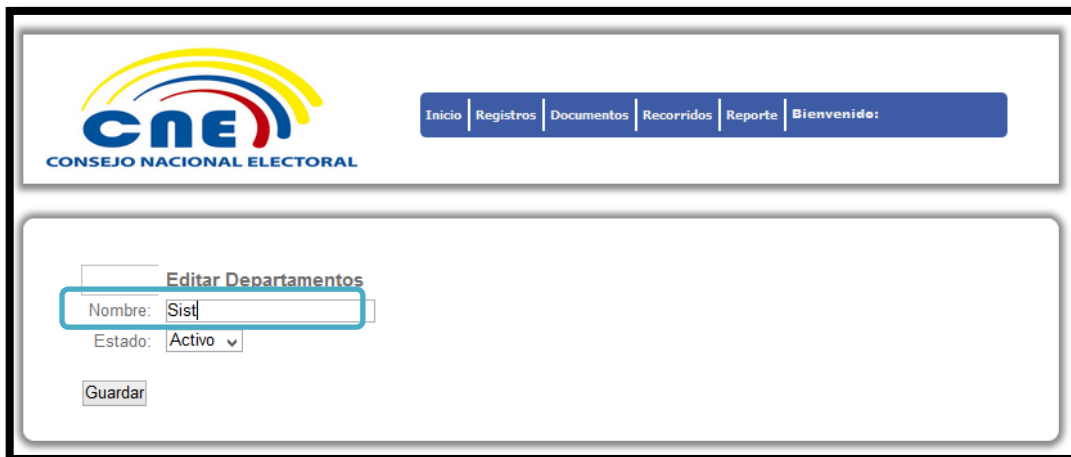 CNE
CONSEJO NACIONAL ELECTORAL
Inicio Registros Documentos Recorridos Reporte Bienvenido:
Editar Departamentos
Nombre: Sist
Estado: Activo
Guardar